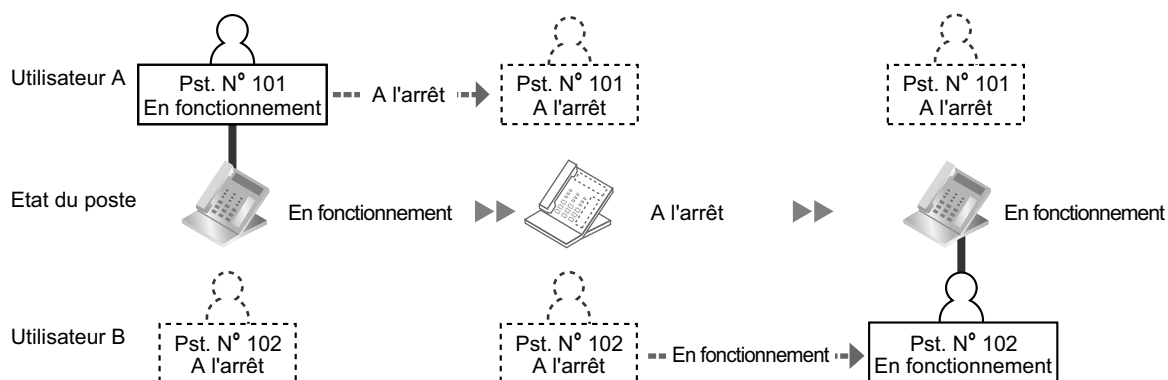 Utilisateur A
Pst. N° 101
En fonctionnement
A l'arrêt
Pst. N° 101
A l'arrêt
Pst. N° 101
A l'arrêt
Etat du poste
En fonctionnement
A l'arrêt
En fonctionnement
Utilisateur B
Pst. N° 102
A l'arrêt
Pst. N° 102
A l'arrêt
En fonctionnement
Pst. N° 102
En fonctionnement